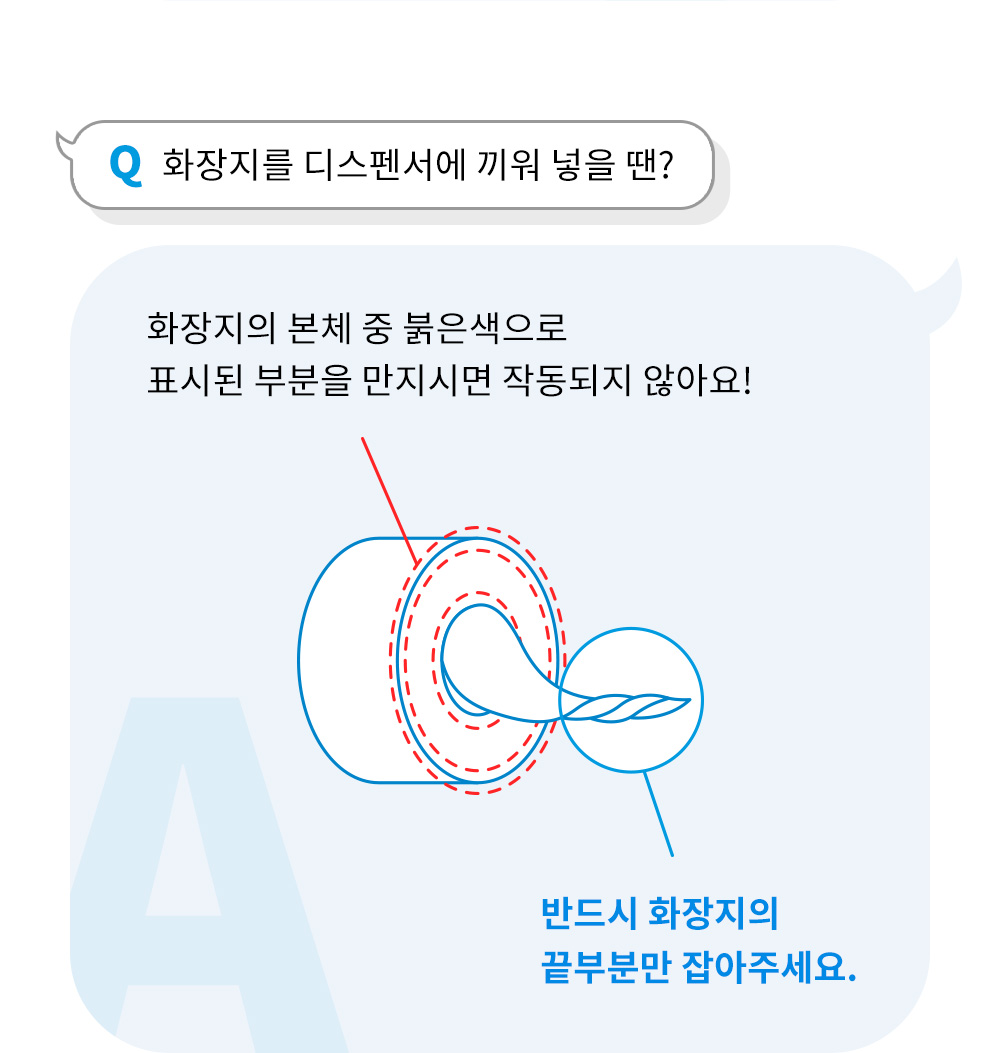 Q 화장지를 디스펜서에 끼워 넣을 땐?
화장지의 본체 중 붉은색으로
표시된 부분을 만지시면 작동되지 않아요!
반드시 화장지의
끝부분만 잡아주세요.
A